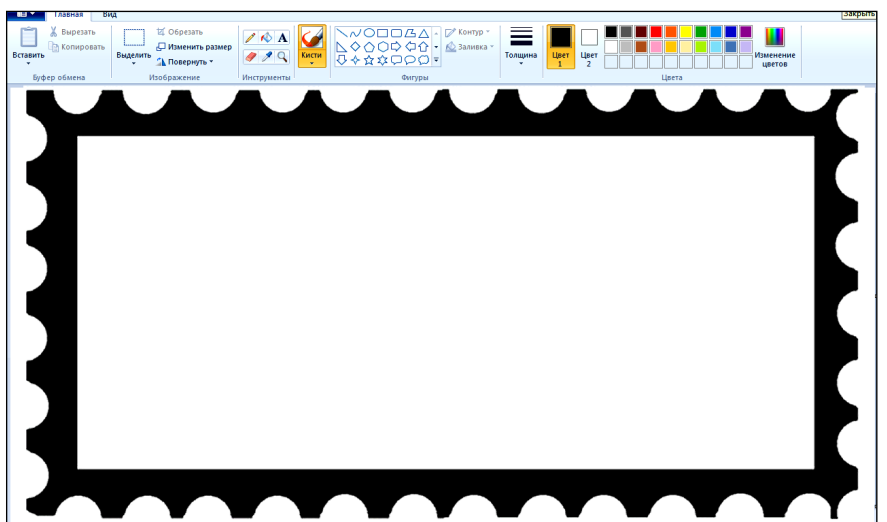 Главная Вид Закрыть
Вставить
Вырезать
Копировать
Буфер обмена
Выделить
Обрезать
Изменить размер
Повернуть
Изображение
A
Инструменты
Кисти
Контур
Заливка
Фигуры
Толщина
Цвет
1
Цвет
2
Цвета
Изменение
цветов